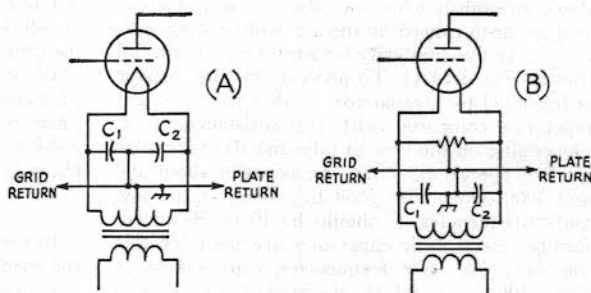 (A)
C1 C2
GRID
RETURN
PLATE
RETURN
(B)
GRID
RETURN
PLATE
RETURN
C1 C2